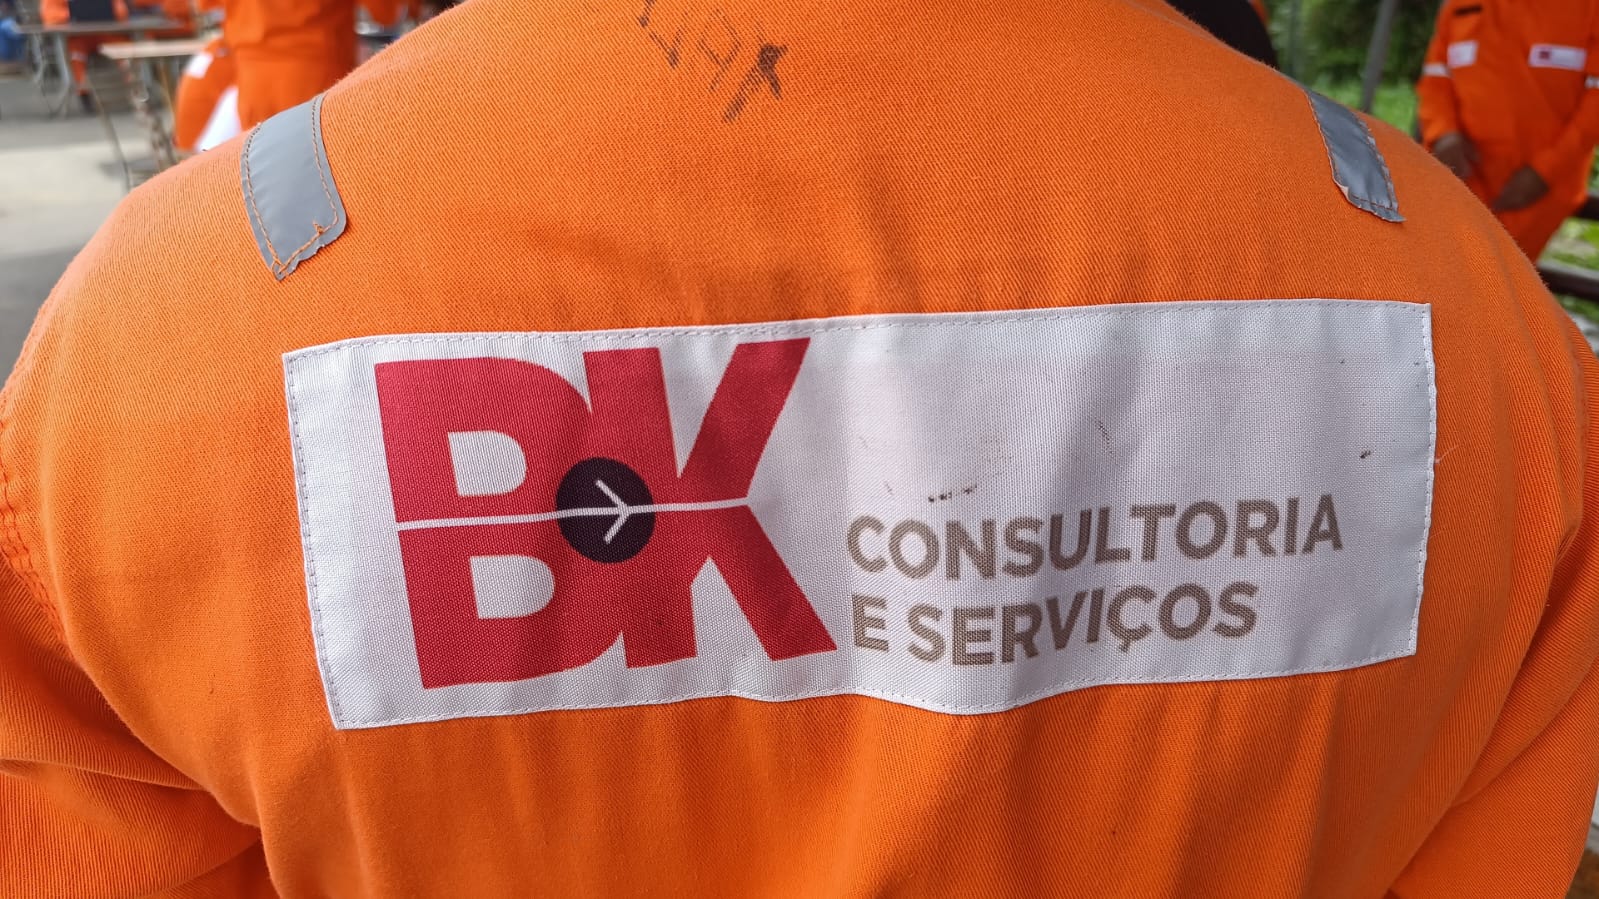 BK
CONSULTORIA
E SERVIÇOS